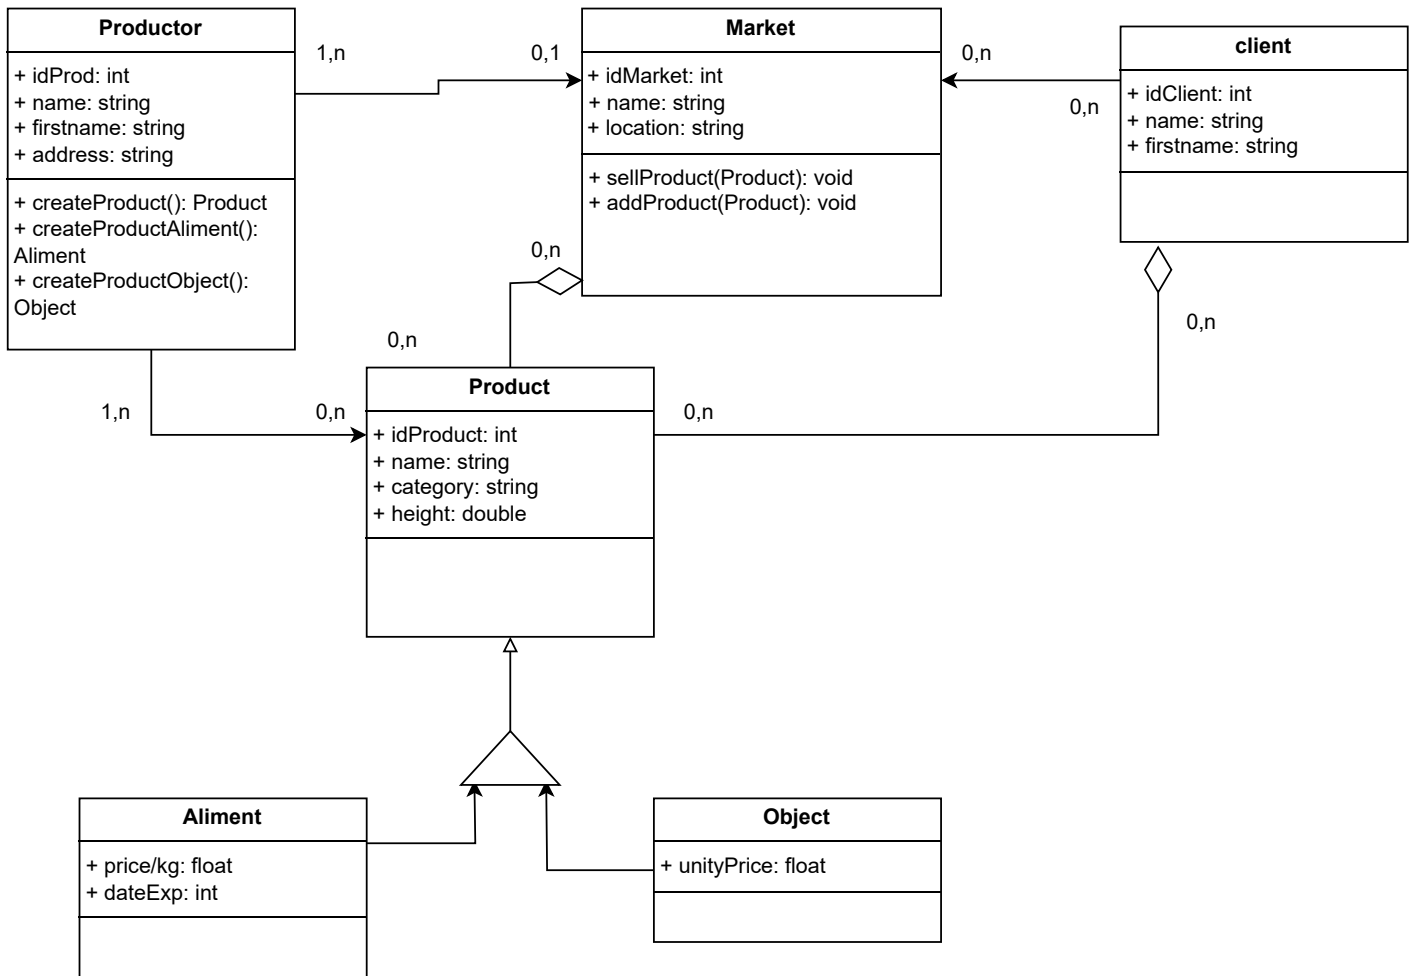 Productor
+ idProd: int
+ name: string
+ firstname: string
+ address: string
+ createProduct(): Product
+ createProductAliment():
Aliment
+ createProductObject():
Object
1,n
0,1
Market
+ idMarket: int
+ name: string
+ location: string
+ sellProduct(Product): void
+ addProduct(Product): void
0,n
0,n
client
+ idClient: int
+ name: string
+ firstname: string
0,n
0,n
0,n
1,n
0,n
Product
+ idProduct: int
+ name: string
+ category: string
+ height: double
0,n
Aliment
+ price/kg: float
+ dateExp: int
Object
+ unityPrice: float